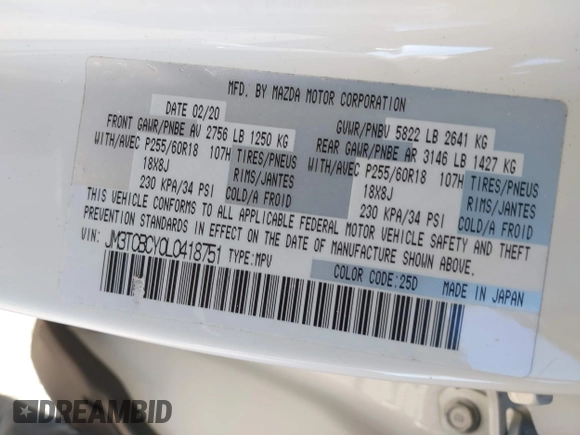 MFD. BY MAZDA MOTOR CORPORATION
DATE 02/20
FRONT GAWR/PNBE AV 2756 LB 1250 KG
WITH/AVEC P255/60R18 107H TIRES/PNEUS
18X8J RIMS/JANTES
230 KPA/34 PSI COLD/A FROID
GVWR/PNBV 5822 LB 2641 KG
REAR GAWR/PNBE AR 3146 LB 1427 KG
WITH/AVEC P255/60R18 107H TIRES/PNEUS
18X8J RIMS/JANTES
230 KPA/34 PSI COLD/A FROID
THIS VEHICLE CONFORMS TO ALL APPLICABLE FEDERAL MOTOR VEHICLE SAFETY AND THEFT
PREVENTION STANDARDS IN EFFECT ON THE DATE OF MANUFACTURE SHOWN ABOVE.
VIN: JM3TCBCY0L0418751 TYPE:MPV
COLOR CODE:25D MADE IN JAPAN
DREAMBID